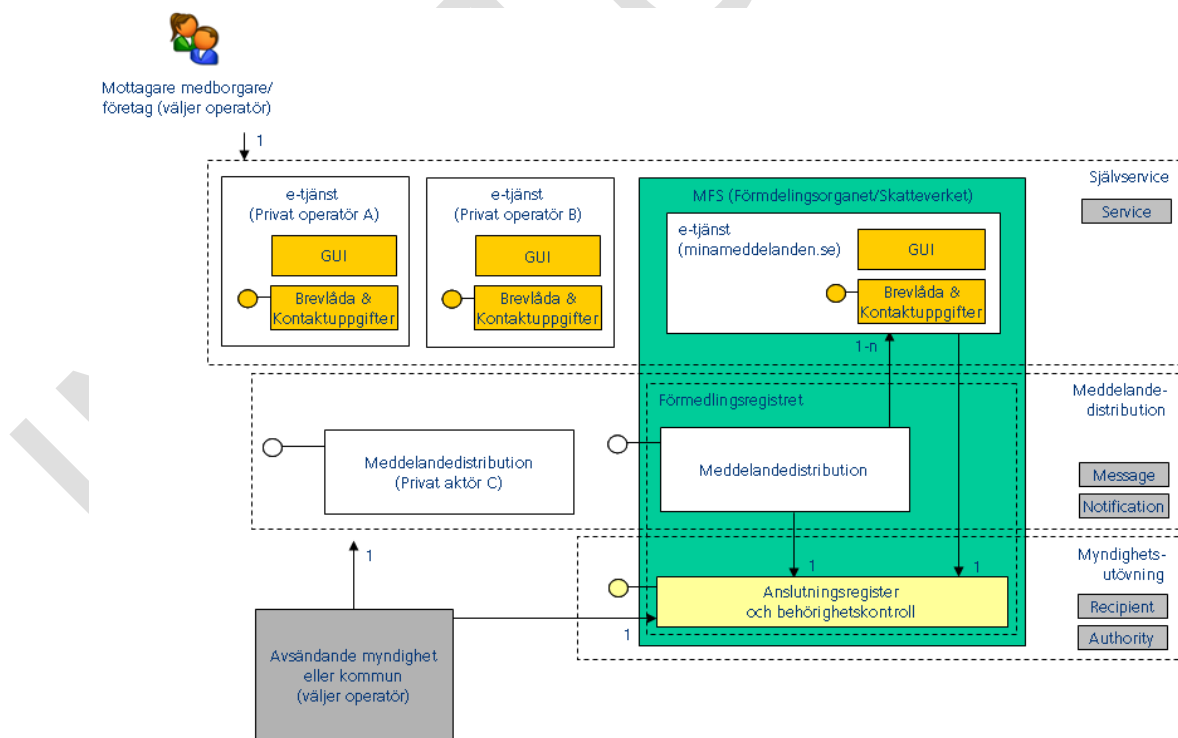 Mottagare medborgare/
företag (väljer operatör)
1
e-tjänst
(Privat operatör A)
GUI
Brevlåda &
Kontaktuppgifter
e-tjänst
(Privat operatör B)
GUI
Brevlåda &
Kontaktuppgifter
MFS (Förmdelingsorganet/Skatteverket)
e-tjänst
(minameddelanden.se)
GUI
Brevlåda &
Kontaktuppgifter
Självservice
Service
1-n
Förmedlingsregistret
Meddelandedistribution
(Privat aktör C)
Meddelandedistribution
Meddelande-
distribution
Message
Notification
1
1
1
Anslutningsregister
och behörighetskontroll
1
Myndighets-
utövning
Recipient
Authority
Avsändande myndighet
eller kommun
(väljer operatör)